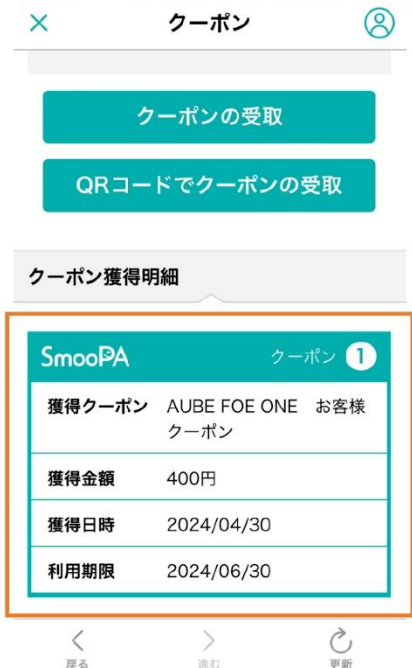 クーポン
クーポンの受取
QRコードでクーポンの受取
クーポン獲得明細
SmooPA クーポン 1
獲得クーポン AUBE FOE ONE お客様
クーポン
獲得金額 400円
獲得日時 2024/04/30
利用期限 2024/06/30
戻る 進む 更新